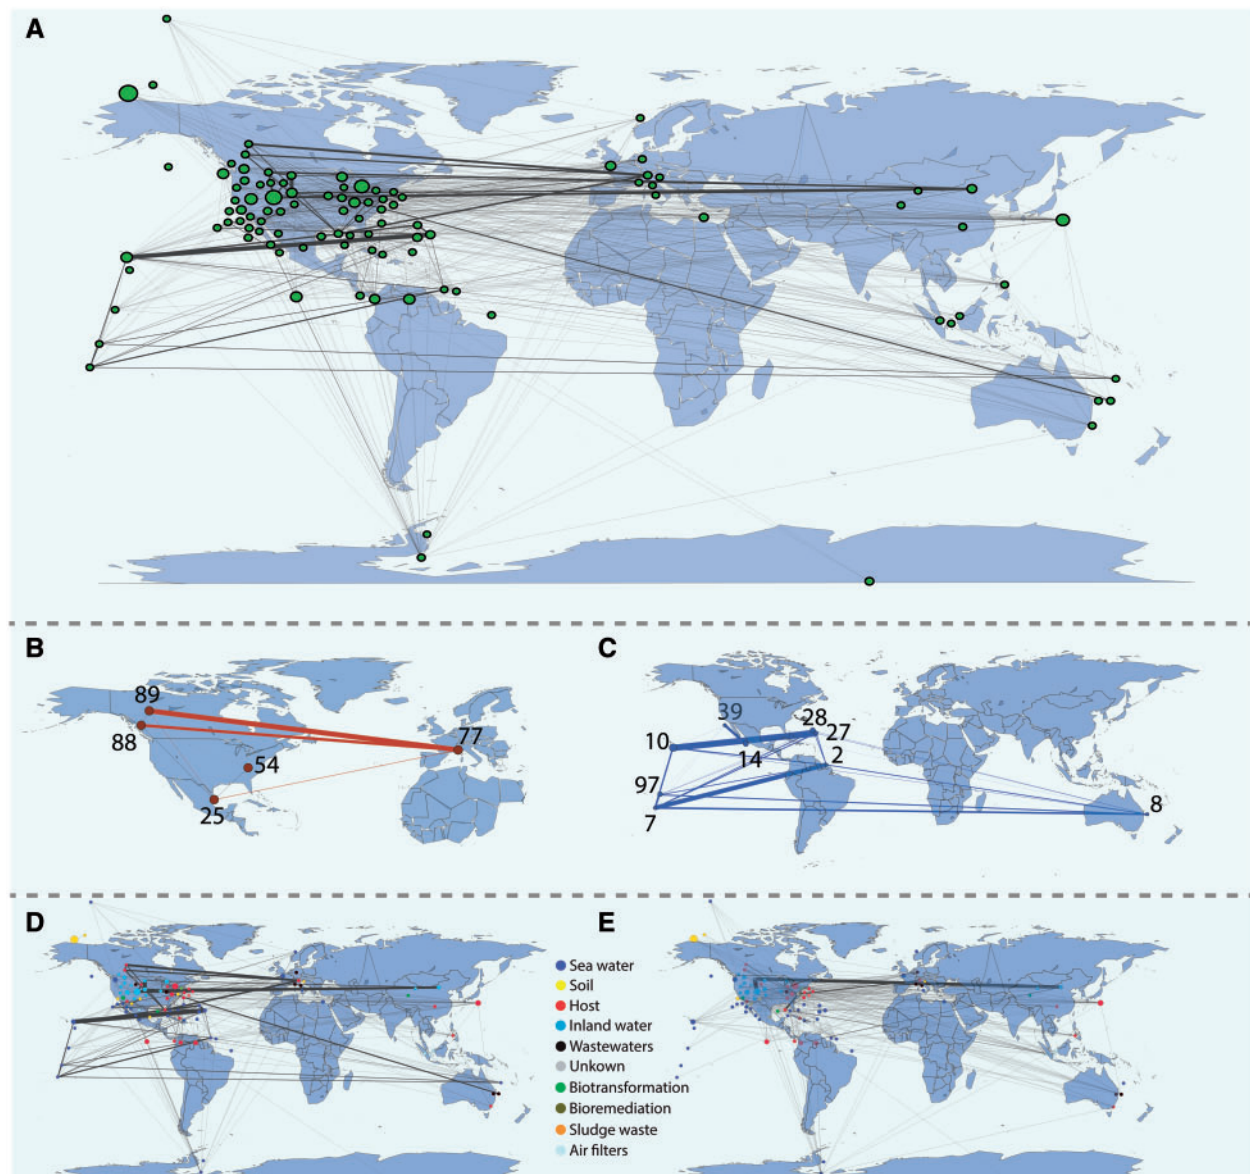 A
B
89
88
77
54
25
C
39
28
27
10
14
2
97
7
8
D
E
Sea water
Soil
Host
Inland water
Wastewaters
Unkown
Biotransformation
Bioremediation
Sludge waste
Air filters